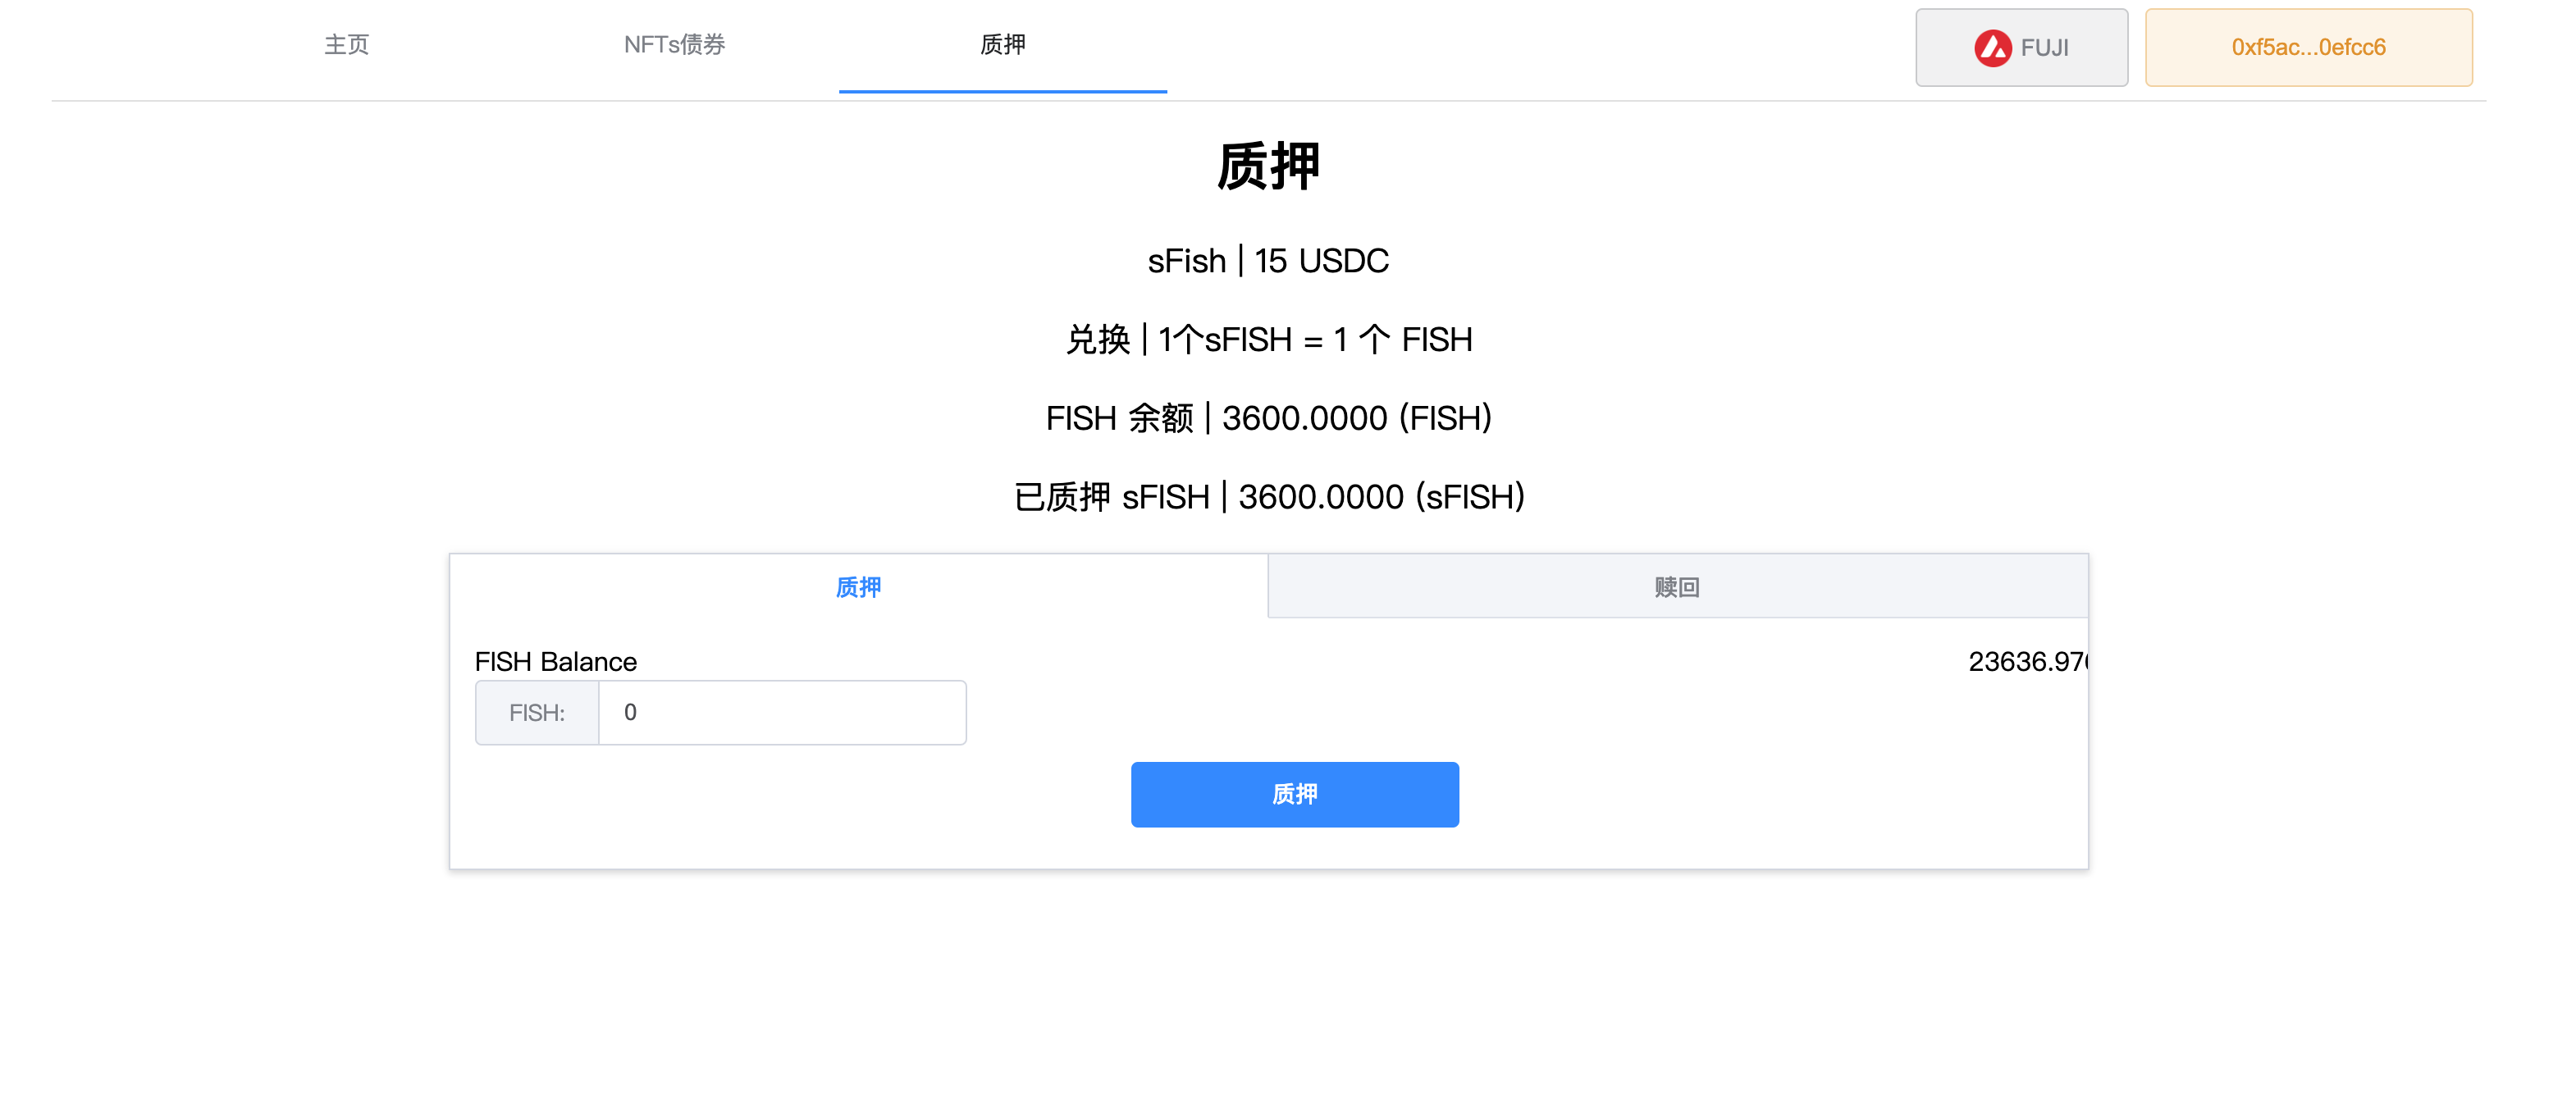 主页
NFTs债券
质押
FUJI
0xf5ac...0efcc6
质押
sFish | 15 USDC
兑换 | 1个sFISH = 1 个 FISH
FISH 余额 | 3600.0000 (FISH)
已质押 sFISH | 3600.0000 (sFISH)
质押
赎回
FISH Balance
23636.97
FISH:
0
质押